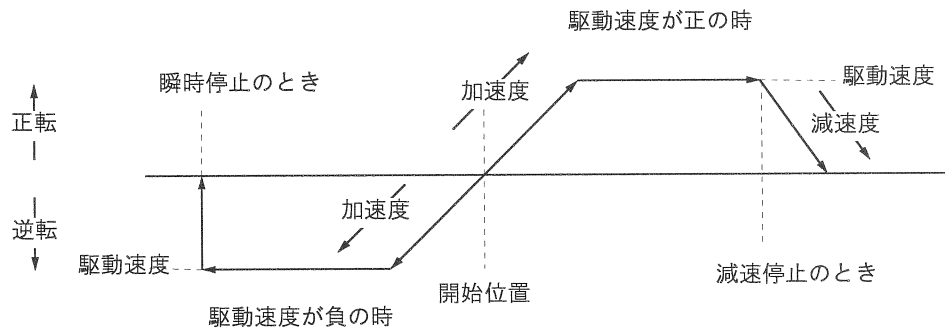 駆動速度が正の時
瞬時停止のとき
加速度
駆動速度
正転
減速度
逆転
加速度
駆動速度
開始位置
減速停止のとき
駆動速度が負の時